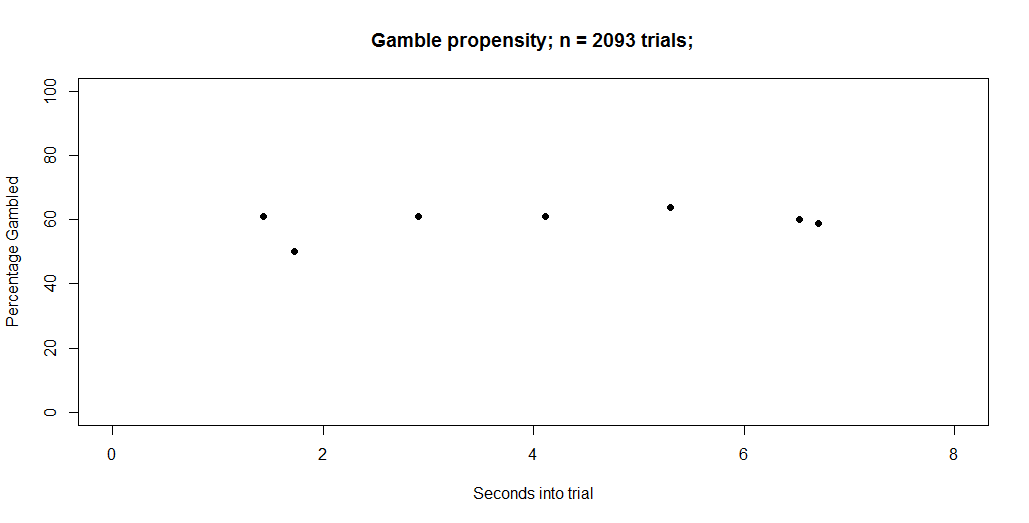 Gamble propensity; n = 2093 trials;
Percentage Gambled
100
80
60
40
20
0
0 2 4 6 8
Seconds into trial